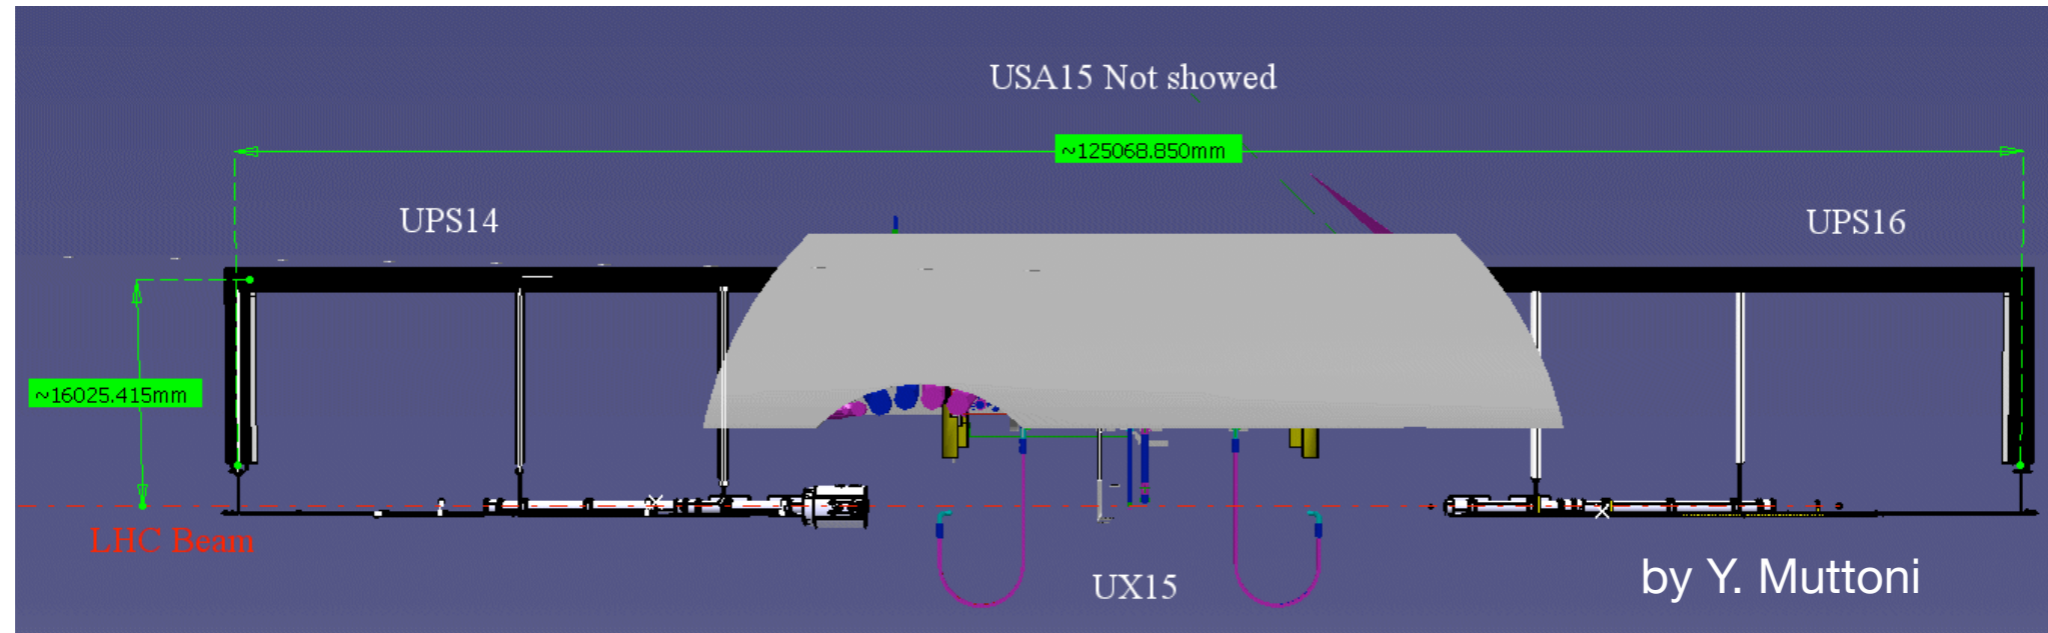 USA15 Not showed
~125068.850mm
UPS14
UPS16
~16025.415mm
LHC Beam
UX15
by Y. Muttoni